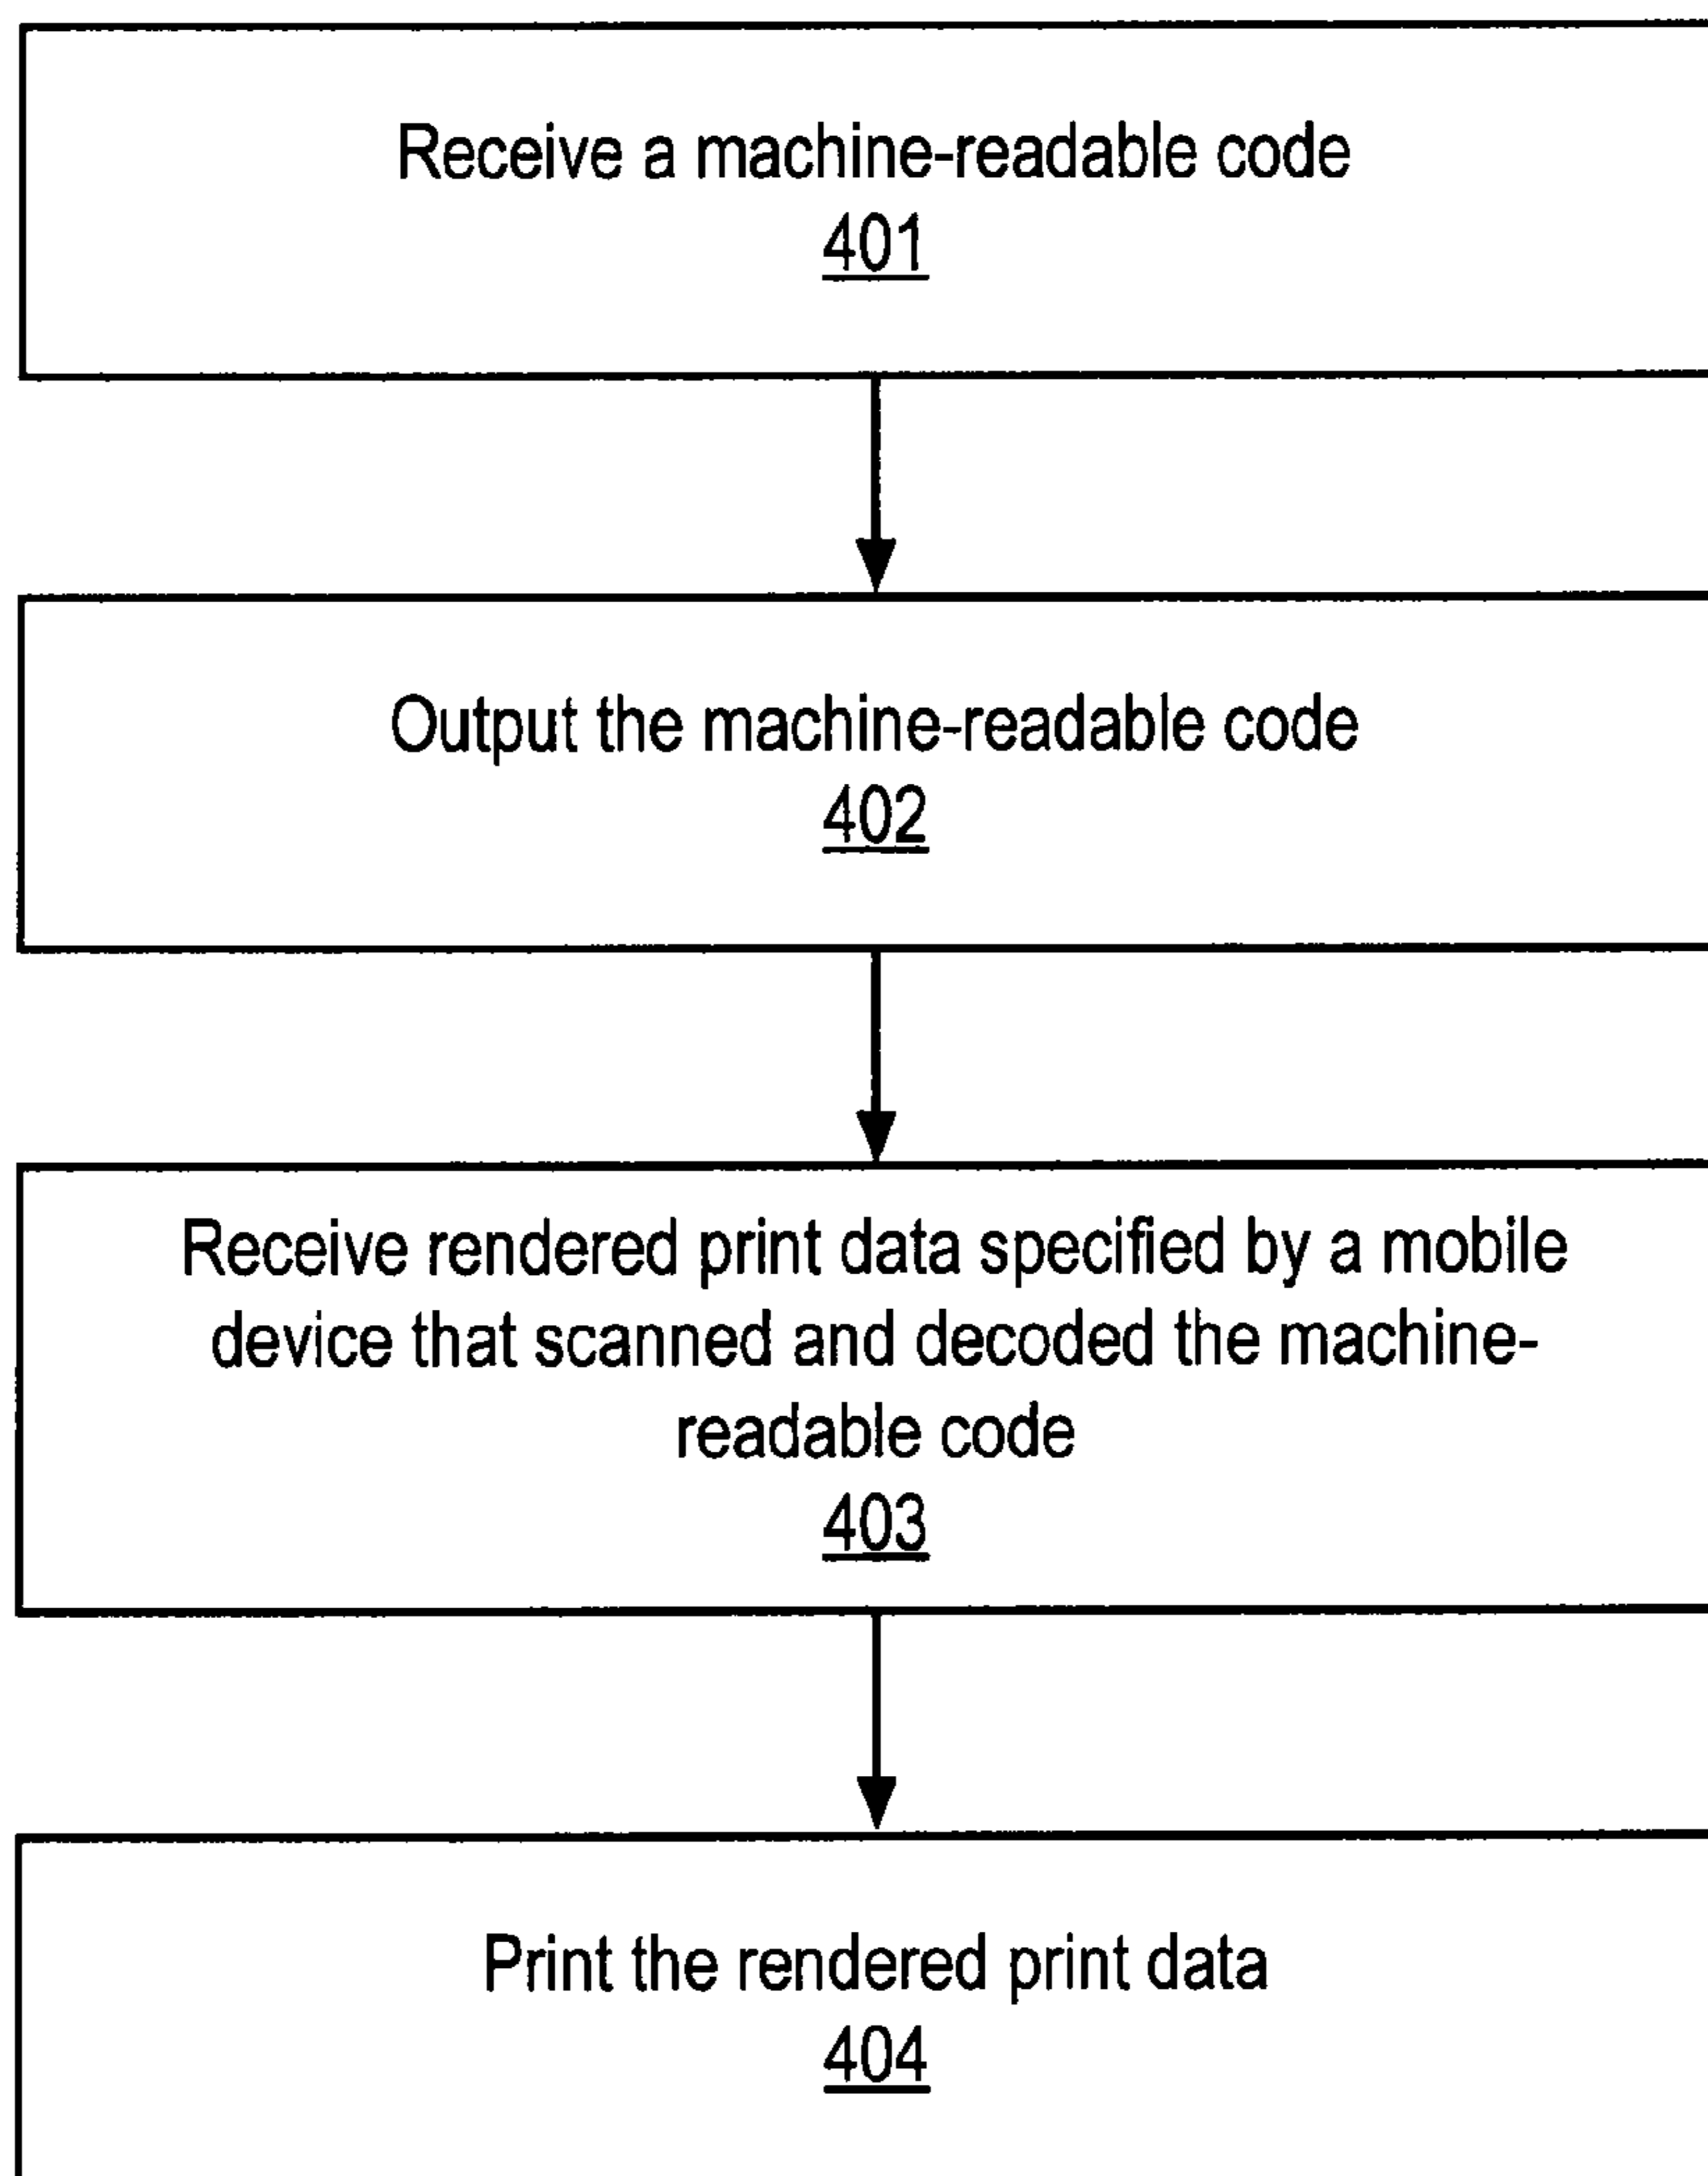 Receive a machine-readable code
401
Output the machine-readable code
402
Receive rendered print data specified by a mobile
device that scanned and decoded the machine-
readable code
403
Print the rendered print data
404